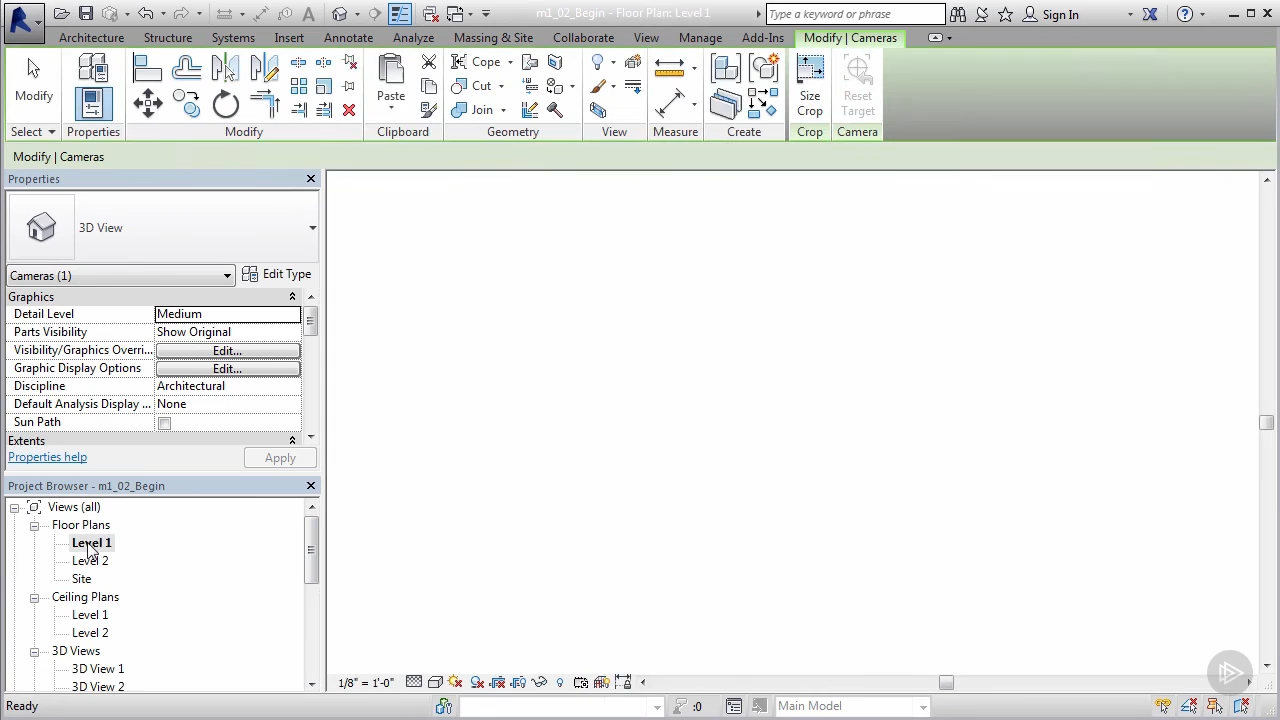 m1_02_Begin - Floor Plan: Level 1
Type a keyword or phrase
Sign In
Architecture Structure Systems Insert Annotate Analyze Massing & Site Collaborate View Manage Add-Ins Modify | Cameras
Modify
Paste
Cope
Cut
Join
Size Crop
Reset Target
Select Properties Modify Clipboard Geometry View Measure Create Crop Camera
Modify | Cameras
Properties
3D View
Cameras (1)
Edit Type
Graphics
Detail Level Medium
Parts Visibility Show Original
Visibility/Graphics Overri... Edit...
Graphic Display Options Edit...
Discipline Architectural
Default Analysis Display ... None
Sun Path
Extents
Properties help Apply
Project Browser - m1_02_Begin
Views (all)
Floor Plans
Level 1
Level 2
Site
Ceiling Plans
Level 1
Level 2
3D Views
3D View 1
3D View 2
1/8" = 1'-0"
Ready
:0
Main Model